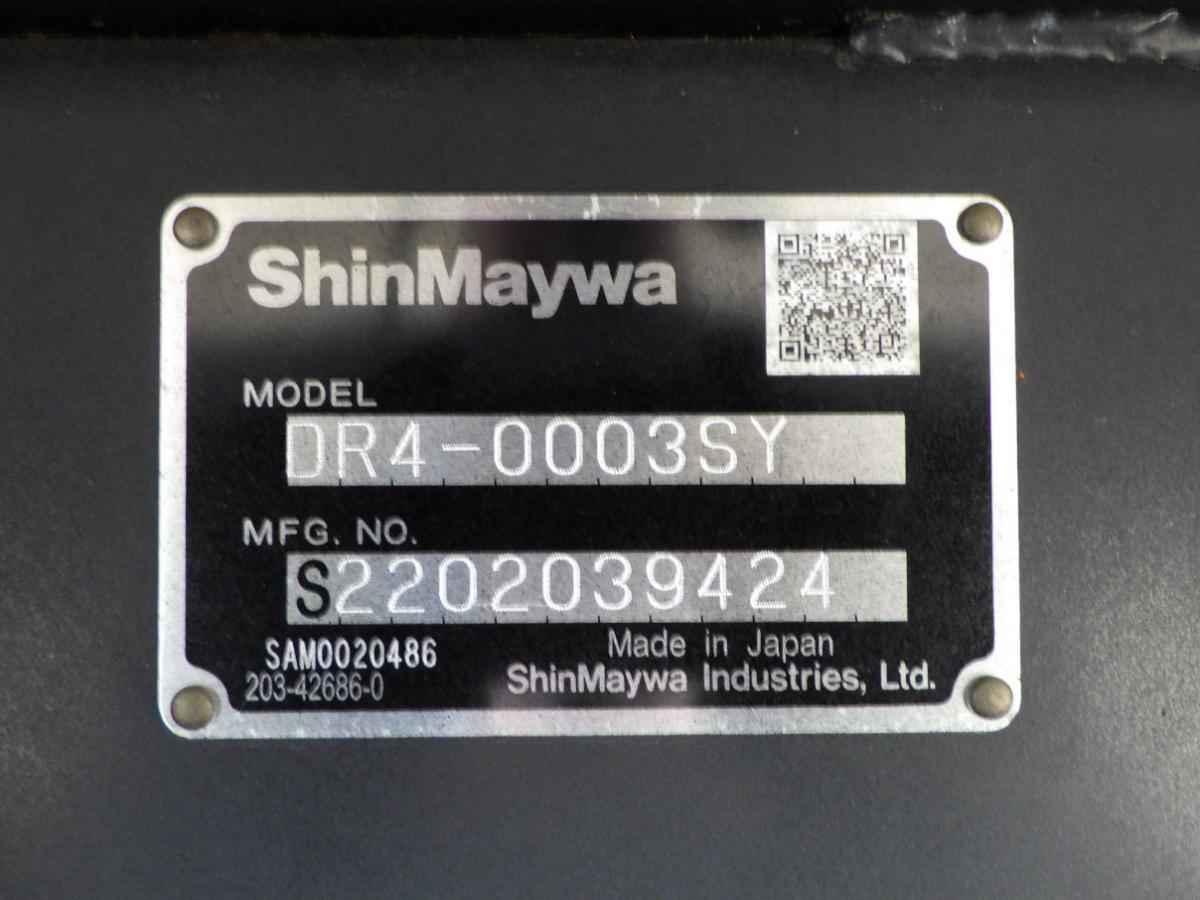 ShinMaywa
MODEL
DR4-0003SY
MFG. NO.
S2202039424
SAM0020486
Made in Japan
203-42686-0
ShinMaywa Industries, Ltd.